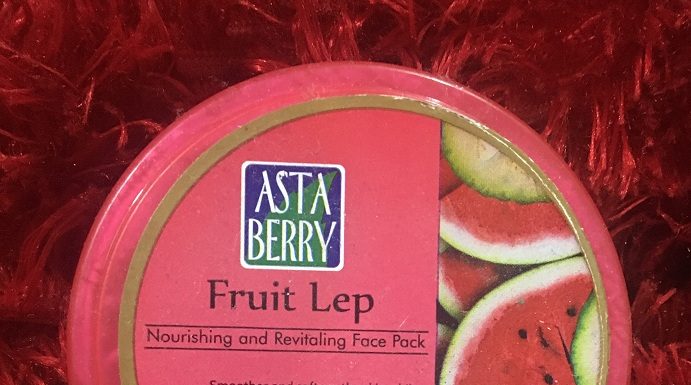 ASTA
BERRY
Fruit Lep
Nourishing and Revitaling Face Pack